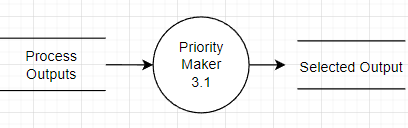 Process
Outputs
Priority
Maker
3.1
Selected Output